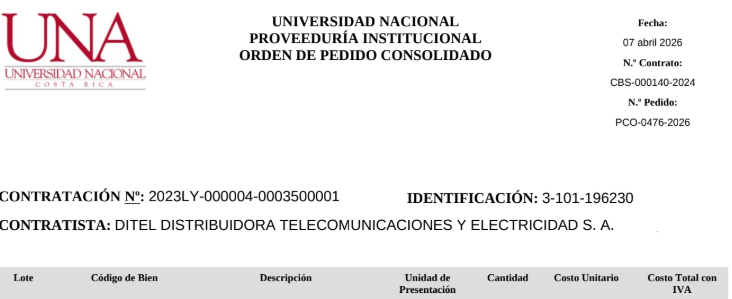 UNA
UNIVERSIDAD NACIONAL
COSTA RICA
UNIVERSIDAD NACIONAL
PROVEEDURÍA INSTITUCIONAL
ORDEN DE PEDIDO CONSOLIDADO
Fecha:
07 abril 2026
N.º Contrato:
CBS-000140-2024
N.º Pedido:
PCO-0476-2026
CONTRATACIÓN Nº: 2023LY-000004-0003500001
IDENTIFICACIÓN: 3-101-196230
CONTRATISTA: DITEL DISTRIBUIDORA TELECOMUNICACIONES Y ELECTRICIDAD S. A.
Lote Código de Bien Descripción Unidad de Presentación Cantidad Costo Unitario Costo Total con IVA